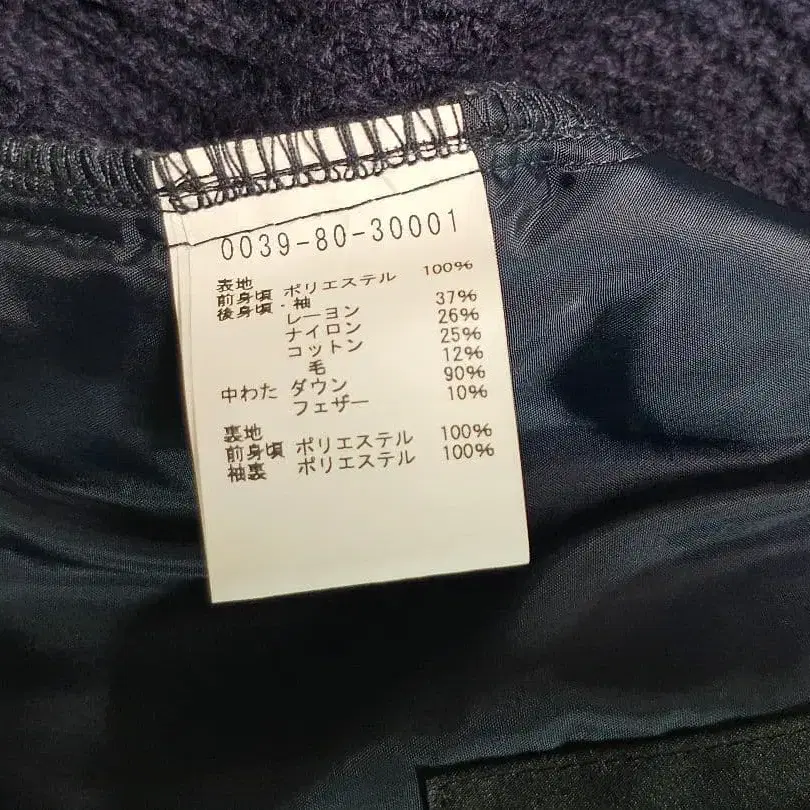 0039-80-30001
表地
前身頃 ポリエステル 100%
後身頃・袖
レーヨン 37%
ナイロン 26%
コットン 25%
毛 12%
中わた ダウン 90%
フェザー 10%
裏地
前身頃 ポリエステル 100%
袖裏 ポリエステル 100%